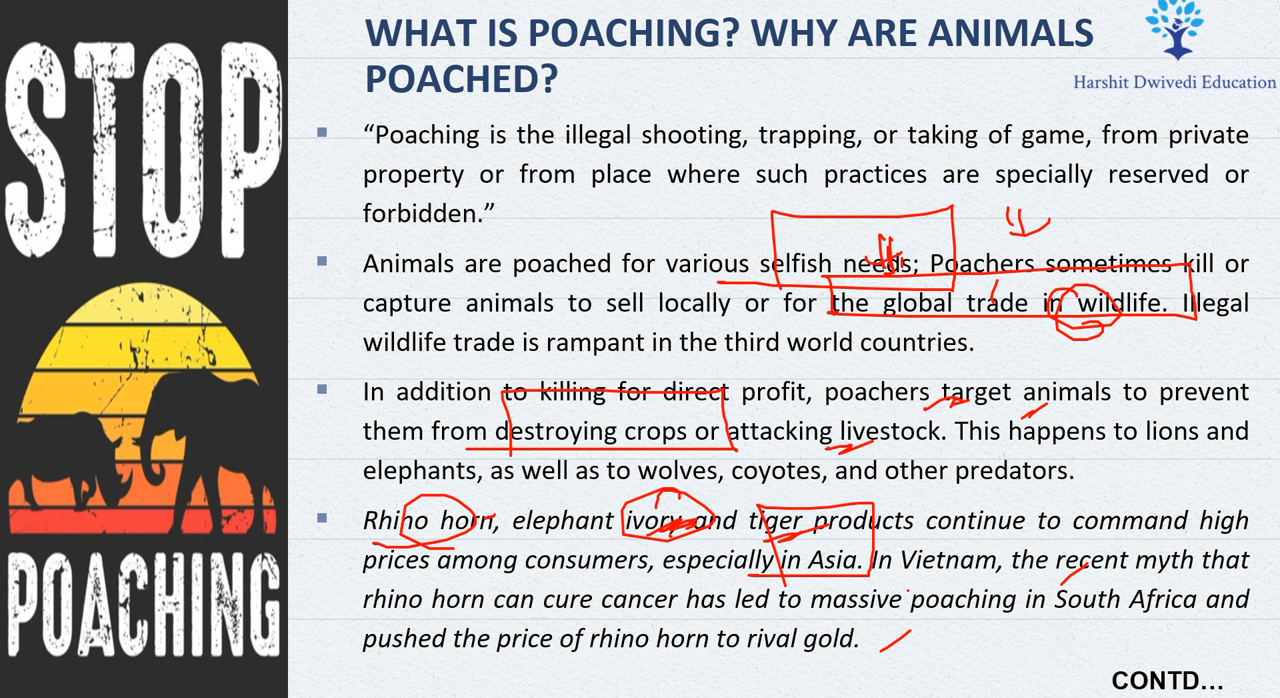 STOP
POACHING
WHAT IS POACHING? WHY ARE ANIMALS
POACHED?
Harshit Dwivedi Education
“Poaching is the illegal shooting, trapping, or taking of game, from private
property or from place where such practices are specially reserved or
forbidden.”
Animals are poached for various selfish needs; Poachers sometimes kill or
capture animals to sell locally or for the global trade in wildlife. Illegal
wildlife trade is rampant in the third world countries.
In addition to killing for direct profit, poachers target animals to prevent
them from destroying crops or attacking livestock. This happens to lions and
elephants, as well as to wolves, coyotes, and other predators.
Rhino horn, elephant ivory and tiger products continue to command high
prices among consumers, especially in Asia. In Vietnam, the recent myth that
rhino horn can cure cancer has led to massive poaching in South Africa and
pushed the price of rhino horn to rival gold.
CONTD...